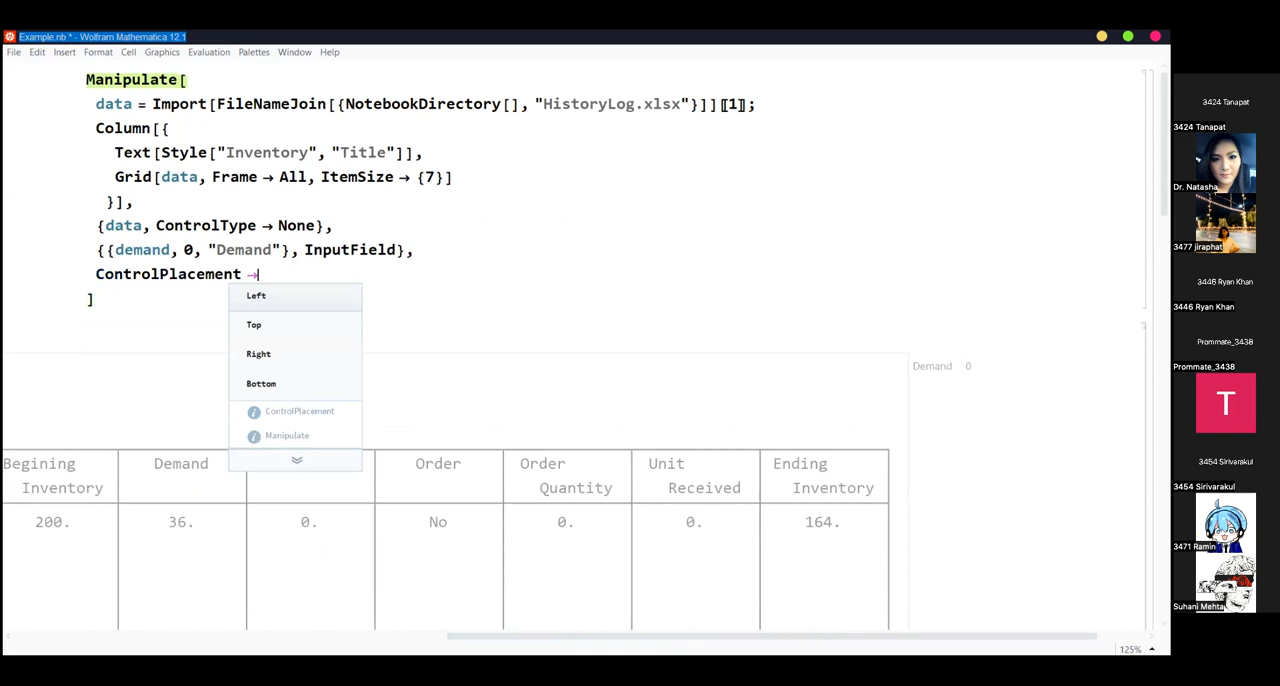 Example.nb * - Wolfram Mathematica 12.1
File Edit Insert Format Cell Graphics Evaluation Palettes Window Help
Manipulate[
data = Import[FileNameJoin[{NotebookDirectory[], "HistoryLog.xlsx"}]]〚1〛;
Column[{
Text[Style["Inventory", "Title"]],
Grid[data, Frame → All, ItemSize → {7}]
}],
{data, ControlType → None},
{{demand, 0, "Demand"}, InputField},
ControlPlacement →
]
Left
Top
Right
Bottom
ControlPlacement
Manipulate
Demand 0
Begining Inventory
Demand
Order
Order Quantity
Unit Received
Ending Inventory
200. 36. 0. No 0. 0. 164.
125%
3424 Tanapat
3424 Tanapat
Dr. Natasha
3477 jiraphat
3446 Ryan Khan
3446 Ryan Khan
Prommate_3438
Prommate_3438
T
3454 Sirivarakul
3454 Sirivarakul
3471 Ramin
Suhani Mehta